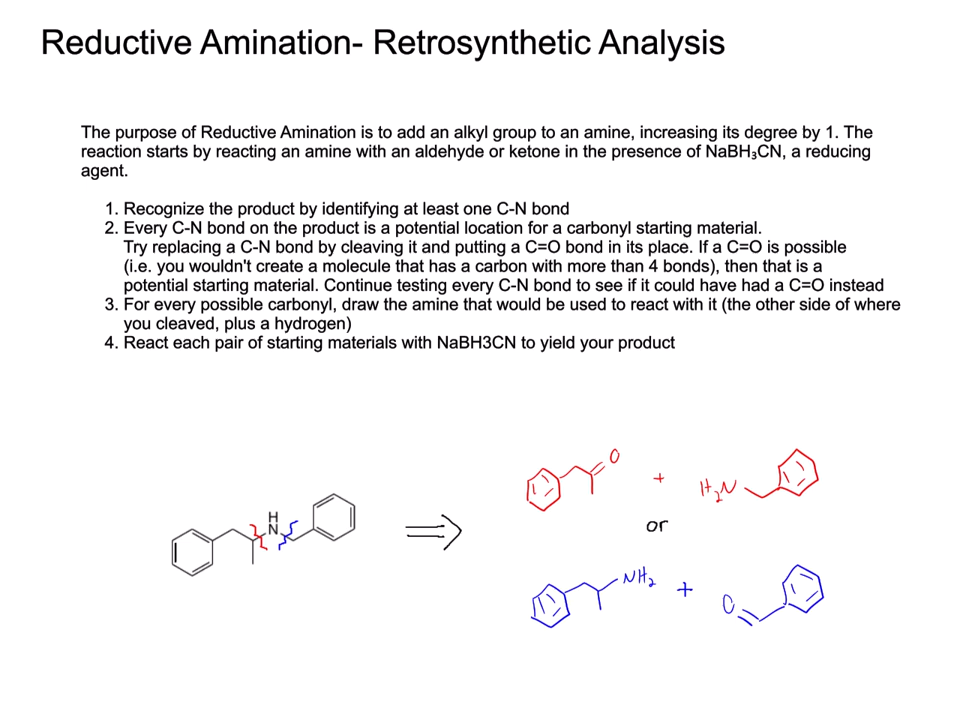 Reductive Amination- Retrosynthetic Analysis
The purpose of Reductive Amination is to add an alkyl group to an amine, increasing its degree by 1. The
reaction starts by reacting an amine with an aldehyde or ketone in the presence of NaBH₃CN, a reducing
agent.
1. Recognize the product by identifying at least one C-N bond
2. Every C-N bond on the product is a potential location for a carbonyl starting material.
Try replacing a C-N bond by cleaving it and putting a C=O bond in its place. If a C=O is possible
(i.e. you wouldn't create a molecule that has a carbon with more than 4 bonds), then that is a
potential starting material. Continue testing every C-N bond to see if it could have had a C=O instead
3. For every possible carbonyl, draw the amine that would be used to react with it (the other side of where
you cleaved, plus a hydrogen)
4. React each pair of starting materials with NaBH3CN to yield your product
O
+
H₂N
H
N
or
NH₂
+
O